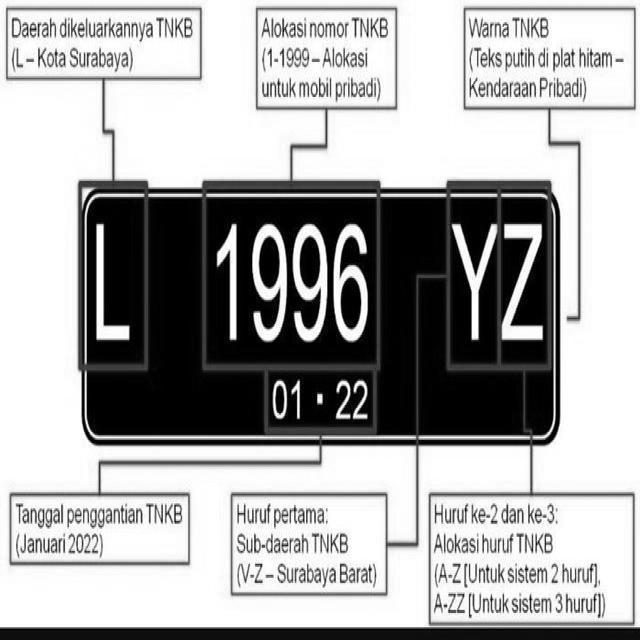 Daerah dikeluarkannya TNKB
(L – Kota Surabaya)
Alokasi nomor TNKB
(1-1999 – Alokasi
untuk mobil pribadi)
Warna TNKB
(Teks putih di plat hitam –
Kendaraan Pribadi)
L 1996 YZ
01 · 22
Tanggal penggantian TNKB
(Januari 2022)
Huruf pertama:
Sub-daerah TNKB
(V-Z – Surabaya Barat)
Huruf ke-2 dan ke-3:
Alokasi huruf TNKB
(A-Z [Untuk sistem 2 huruf],
A-ZZ [Untuk sistem 3 huruf])